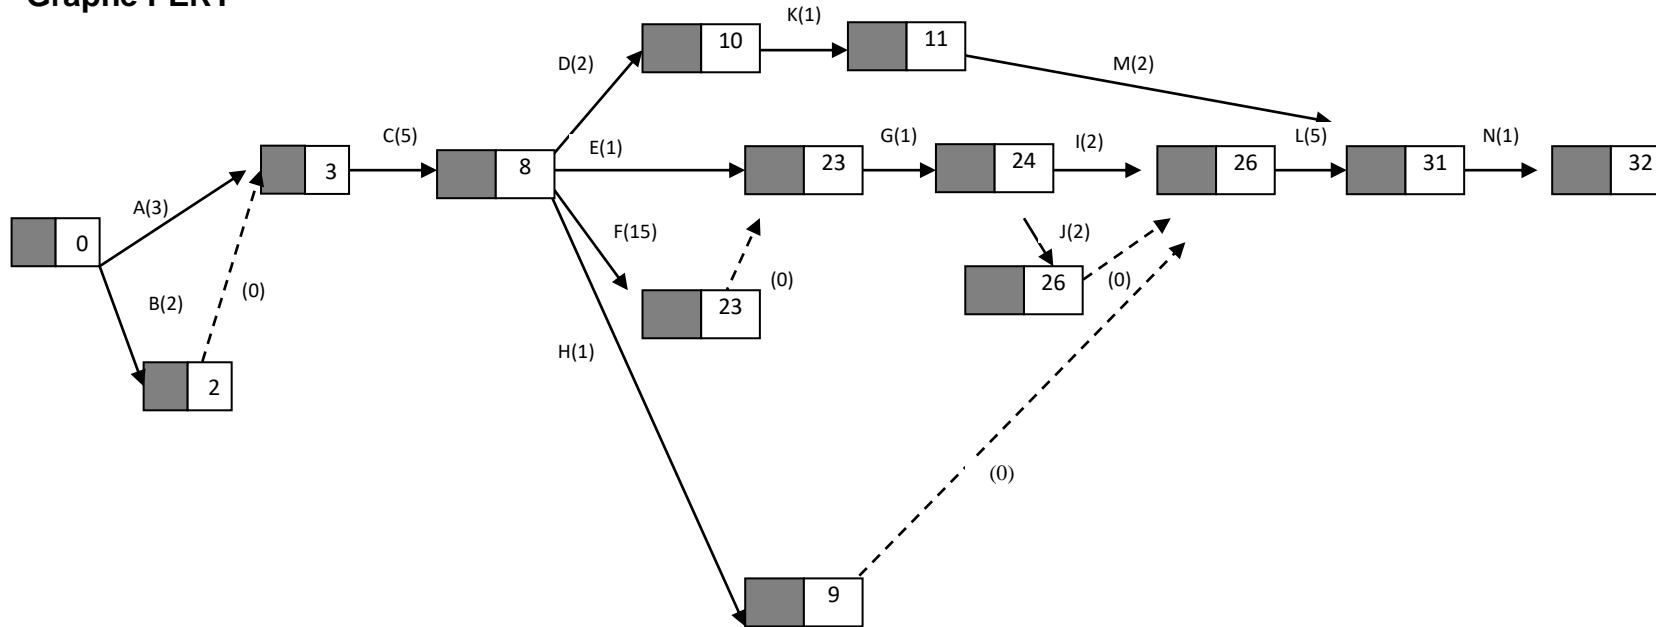 Graphe PERT
K(1)
10
11
D(2)
M(2)
C(5)
E(1)
G(1)
I(2)
L(5)
N(1)
3
8
23
24
26
31
32
A(3)
0
F(15)
J(2)
B(2)
(0)
(0)
26
(0)
23
H(1)
2
(0)
9